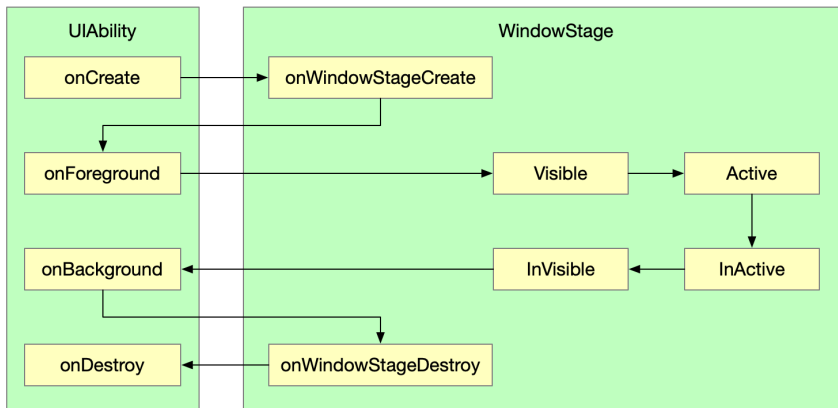 UIAbility
WindowStage
onCreate
onWindowStageCreate
onForeground
Visible
Active
onBackground
InVisible
InActive
onDestroy
onWindowStageDestroy